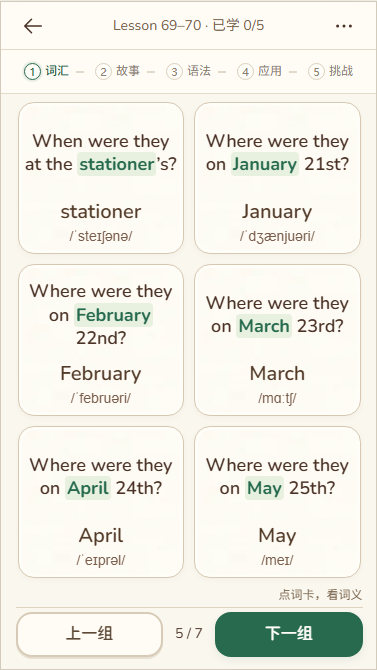 Lesson 69–70 · 已学 0/5
1 词汇 – 2 故事 – 3 语法 – 4 应用 – 5 挑战
When were they
at the stationer's?
stationer
/ˈsteɪʃənə/
Where were they
on January 21st?
January
/ˈdʒænjuəri/
Where were they
on February
22nd?
February
/ˈfebruəri/
Where were they
on March 23rd?
March
/mɑːtʃ/
Where were they
on April 24th?
April
/ˈeɪprəl/
Where were they
on May 25th?
May
/meɪ/
点词卡，看词义
上一组 5 / 7 下一组